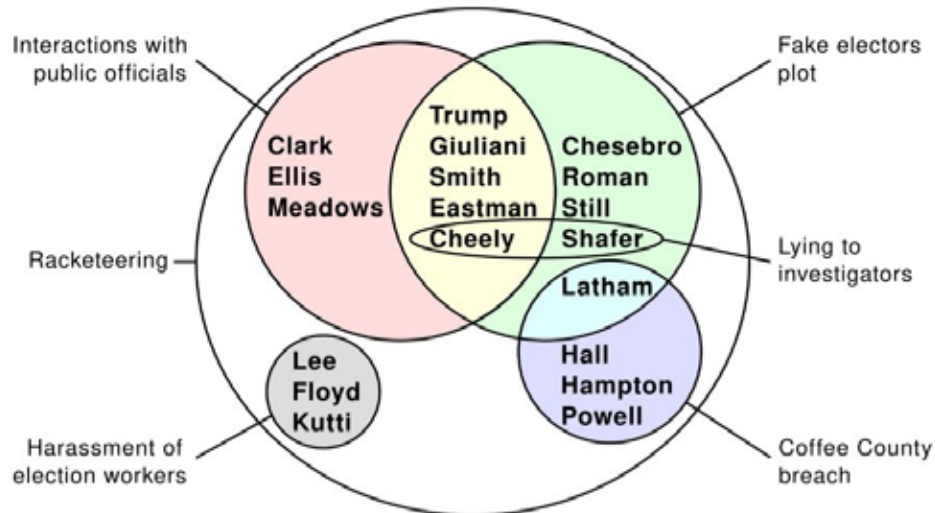 Interactions with
public officials
Fake electors
plot
Clark
Ellis
Meadows
Trump
Giuliani
Smith
Eastman
Cheely
Chesebro
Roman
Still
Shafer
Racketeering
Lying to
investigators
Latham
Hall
Hampton
Powell
Lee
Floyd
Kutti
Harassment of
election workers
Coffee County
breach